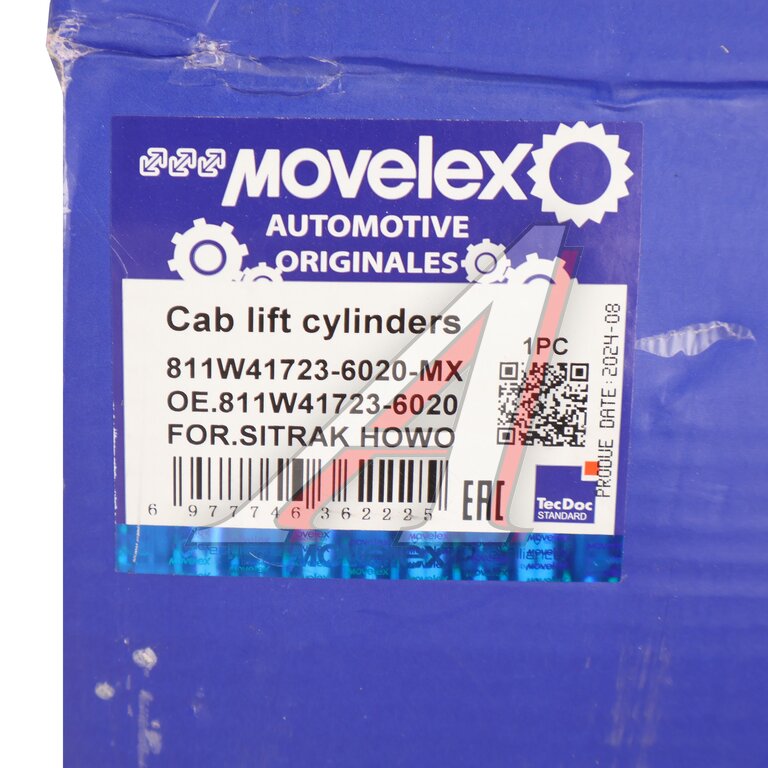 MOVELEX
AUTOMOTIVE
ORIGINALES
Cab lift cylinders
811W41723-6020-MX
1PC
OE.811W41723-6020
FOR.SITRAK HOWO
PRODUE DATE:2024-08
6 977746 362225
EAC
TecDoc
STANDARD
MOVELEX